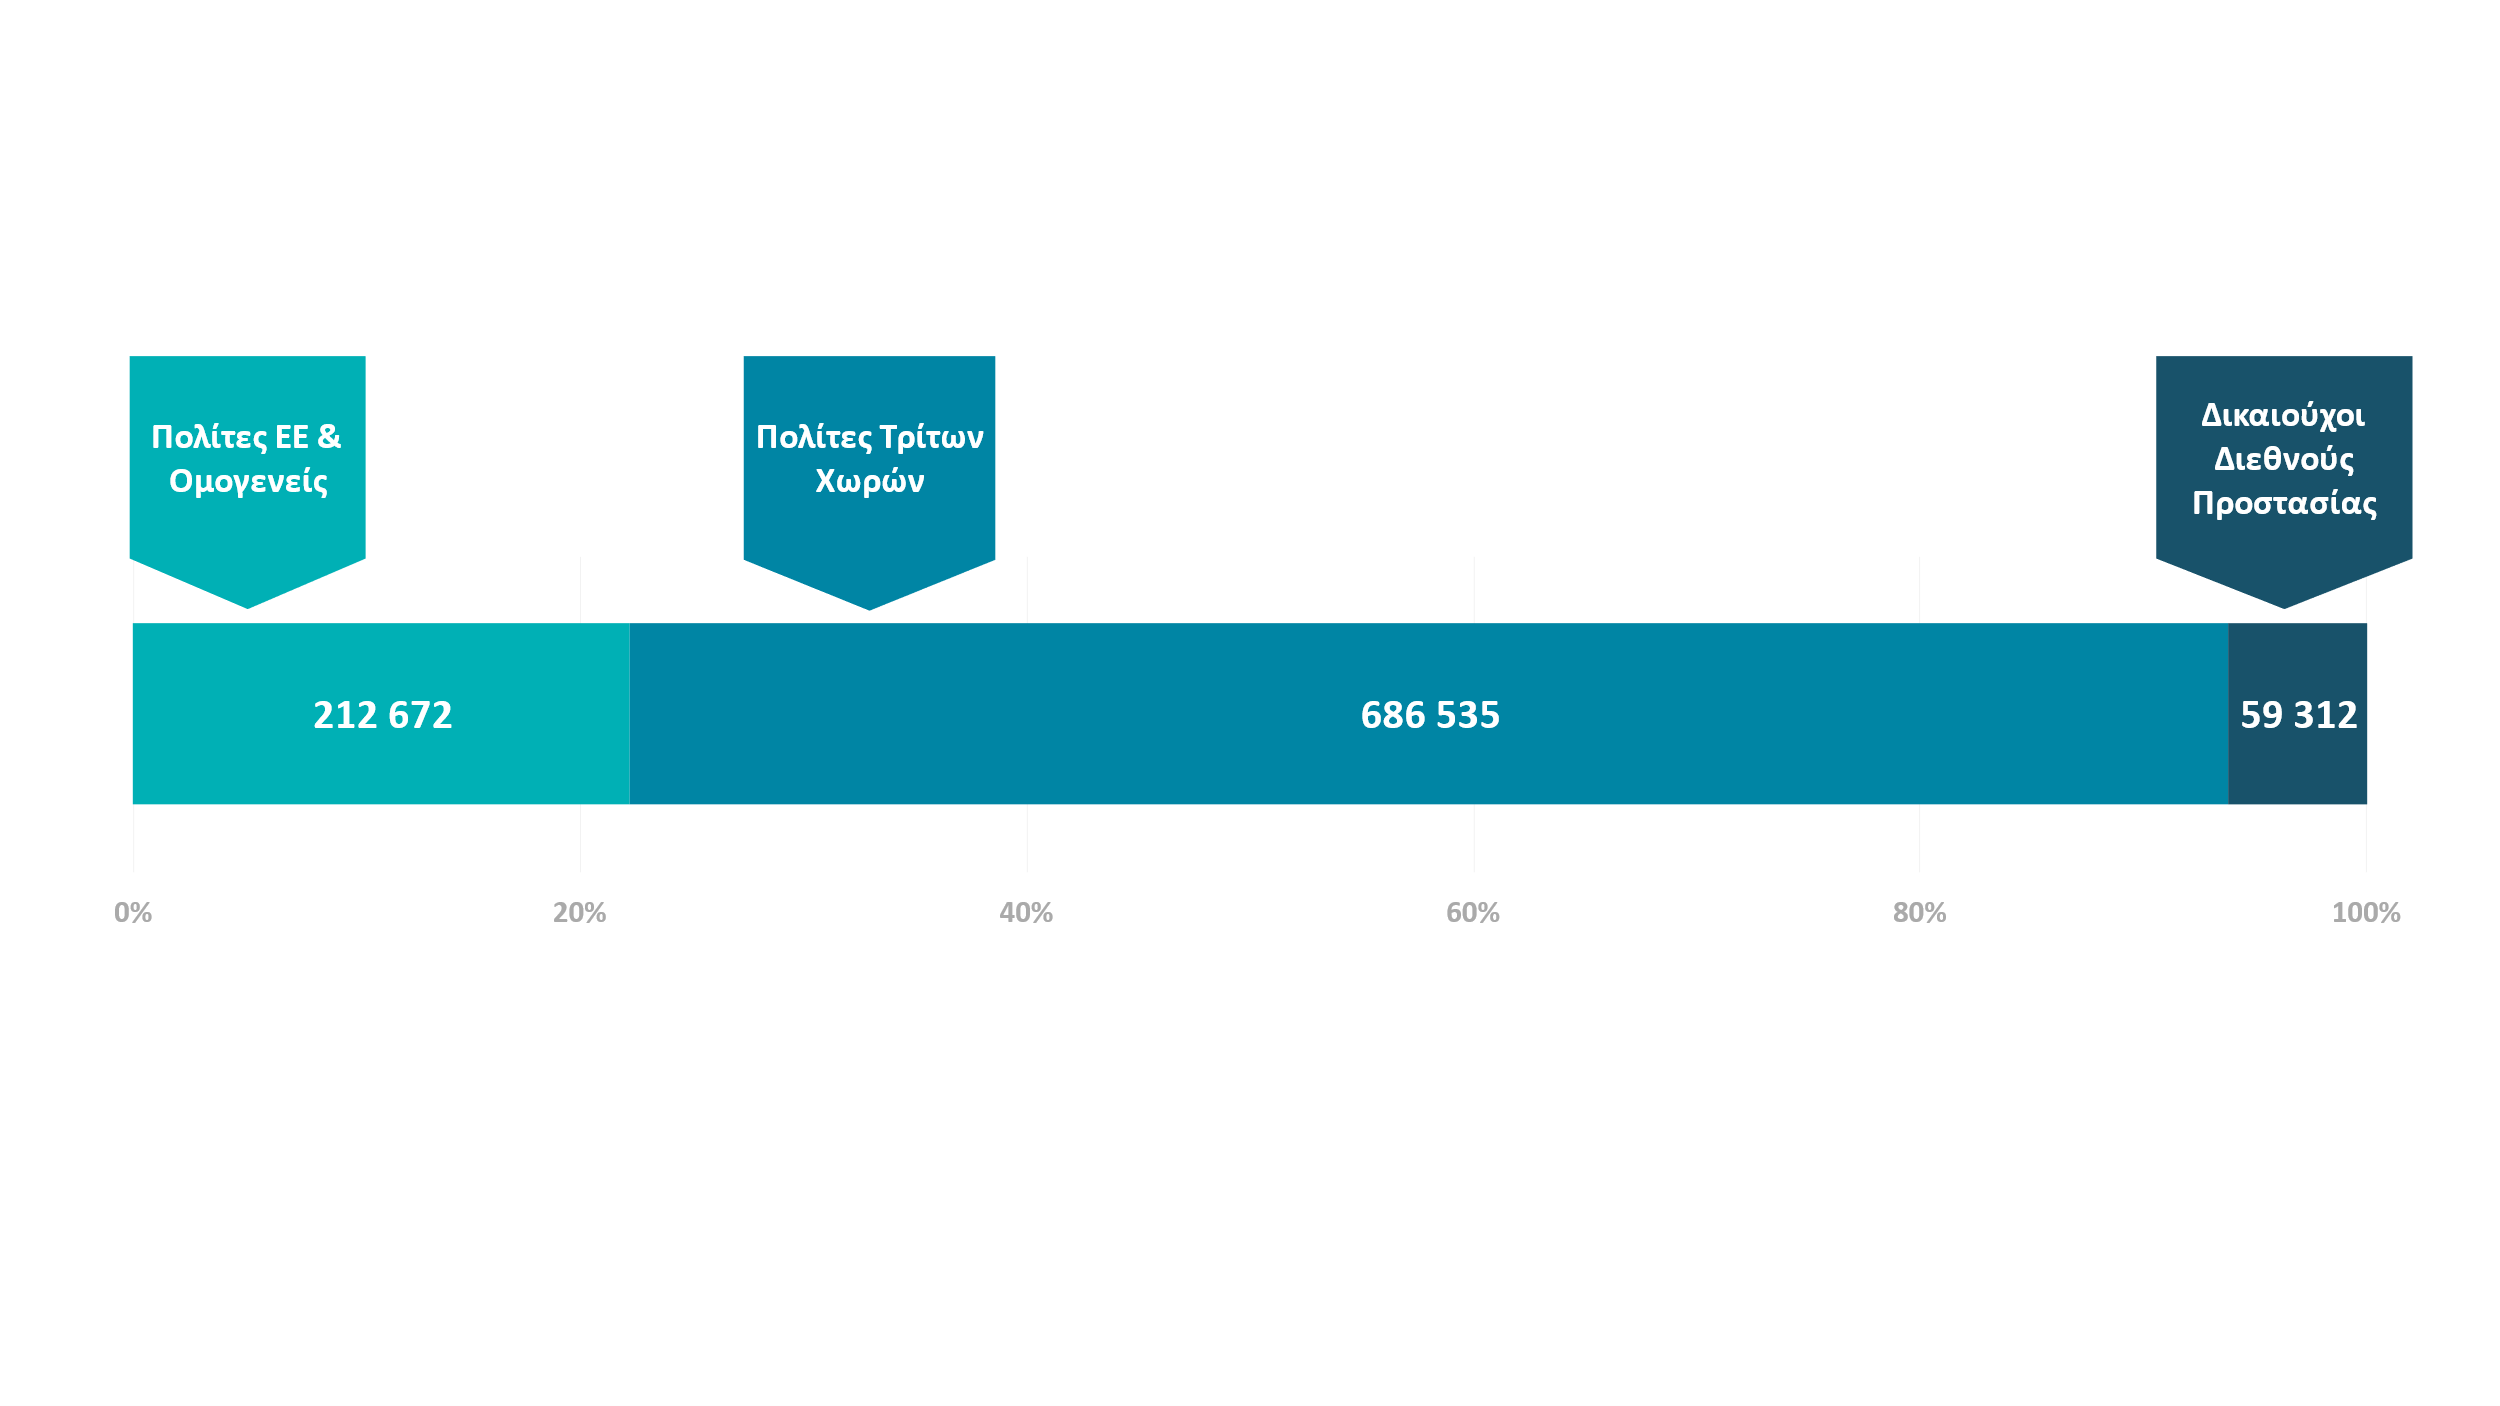 Πολίτες ΕΕ &
Ομογενείς
Πολίτες Τρίτων
Χωρών
Δικαιούχοι
Διεθνούς
Προστασίας
212 672
686 535
59 312
0%
20%
40%
60%
80%
100%